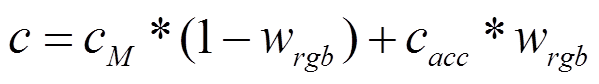 c = c_M * (1 − w_rgb) + c_acc * w_rgb